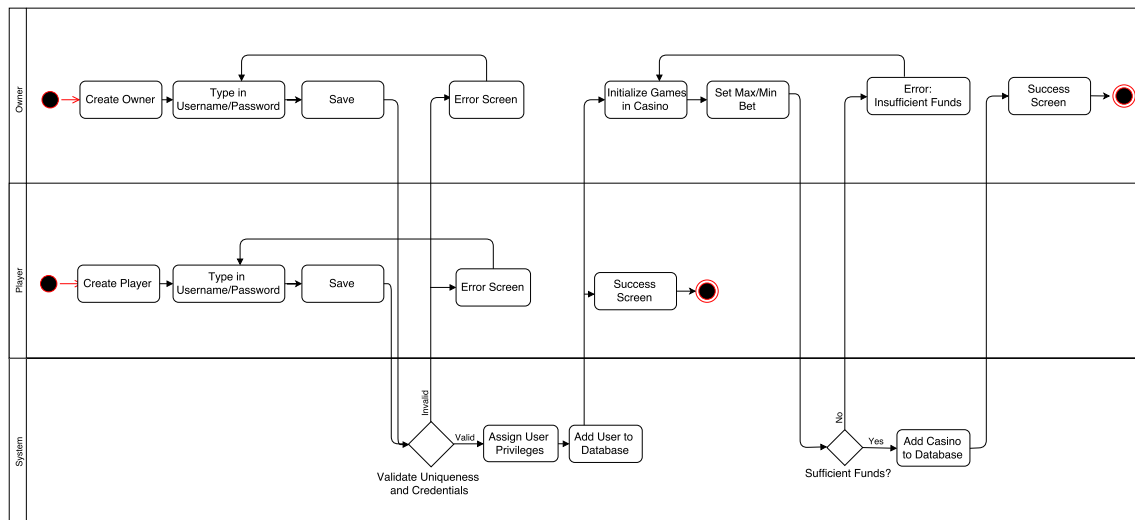 Owner
Create Owner
Type in
Username/Password
Save
Error Screen
Initialize Games
in Casino
Set Max/Min
Bet
Error:
Insufficient Funds
Success
Screen
Player
Create Player
Type in
Username/Password
Save
Error Screen
Success
Screen
System
Invalid
Valid
Validate Uniqueness
and Credentials
Assign User
Privileges
Add User to
Database
No
Yes
Sufficient Funds?
Add Casino
to Database